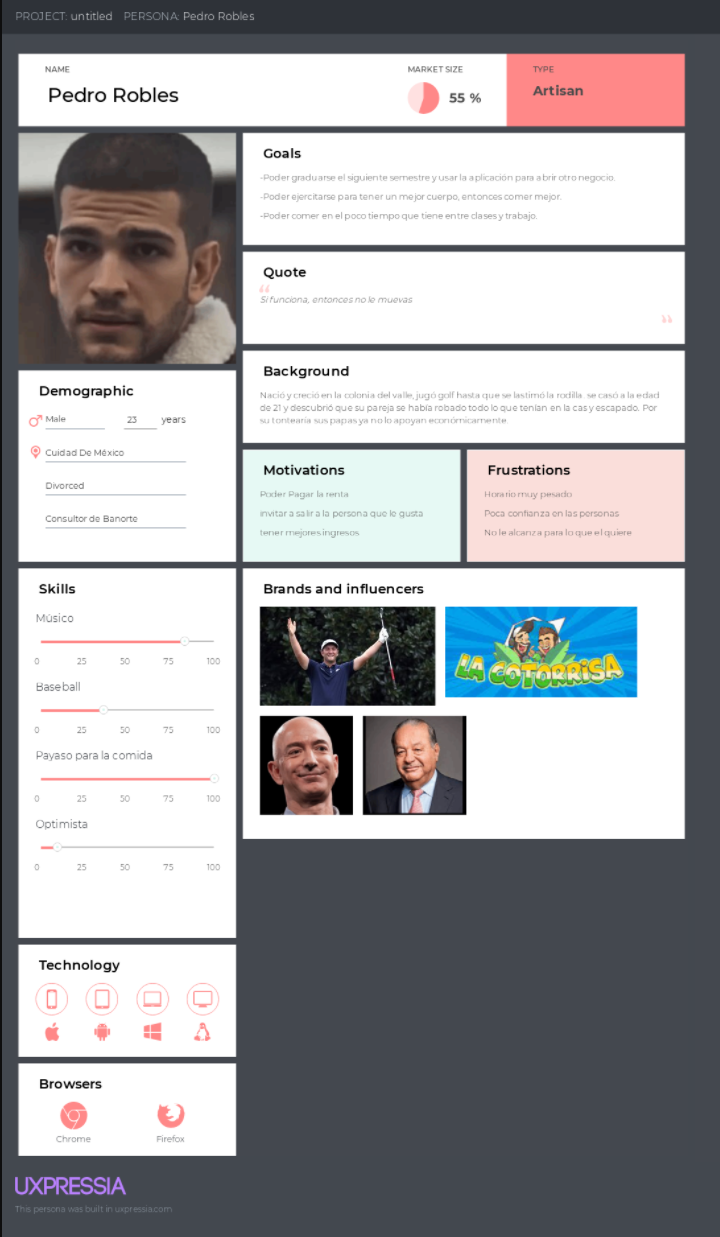 PROJECT: untitled PERSONA: Pedro Robles
NAME
Pedro Robles
MARKET SIZE
55 %
TYPE
Artisan
Goals
-Poder graduarse el siguiente semestre y usar la aplicación para abrir otro negocio.
-Poder ejercitarse para tener un mejor cuerpo, entonces comer mejor.
-Poder comer en el poco tiempo que tiene entre clases y trabajo.
Quote
“
Si funciona, entonces no le muevas
”
Background
Nació y creció en la colonia del valle, jugó golf hasta que se lastimó la rodilla. se casó a la edad
de 21 y descubrió que su pareja se había robado todo lo que tenían en la cas y escapado. Por
su tontearia sus papas ya no lo apoyan económicamente
Demographic
Male 23 years
Cuidad De México
Divorced
Consultor de Banorte
Motivations
Poder Pagar la renta
invitar a salir a la persona que le gusta
tener mejores ingresos
Frustrations
Horario muy pesado
Poca confianza en las personas
No le alcanza para lo que el quiere
Skills
Músico
0 25 50 75 100
Baseball
0 25 50 75 100
Payaso para la comida
0 25 50 75 100
Optimista
0 25 50 75 100
Brands and influencers
LA COTORRISA
Technology
Browsers
Chrome Firefox
UXPRESSIA
This persona was built in uxpressia.com